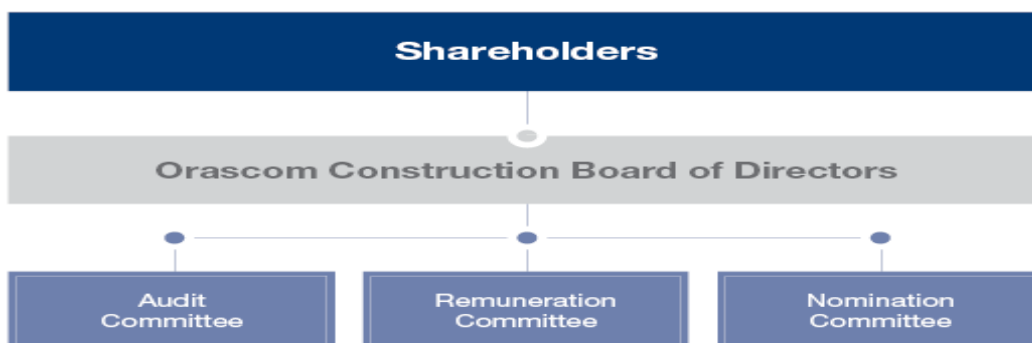 Shareholders
Orascom Construction Board of Directors
Audit
Committee
Remuneration
Committee
Nomination
Committee